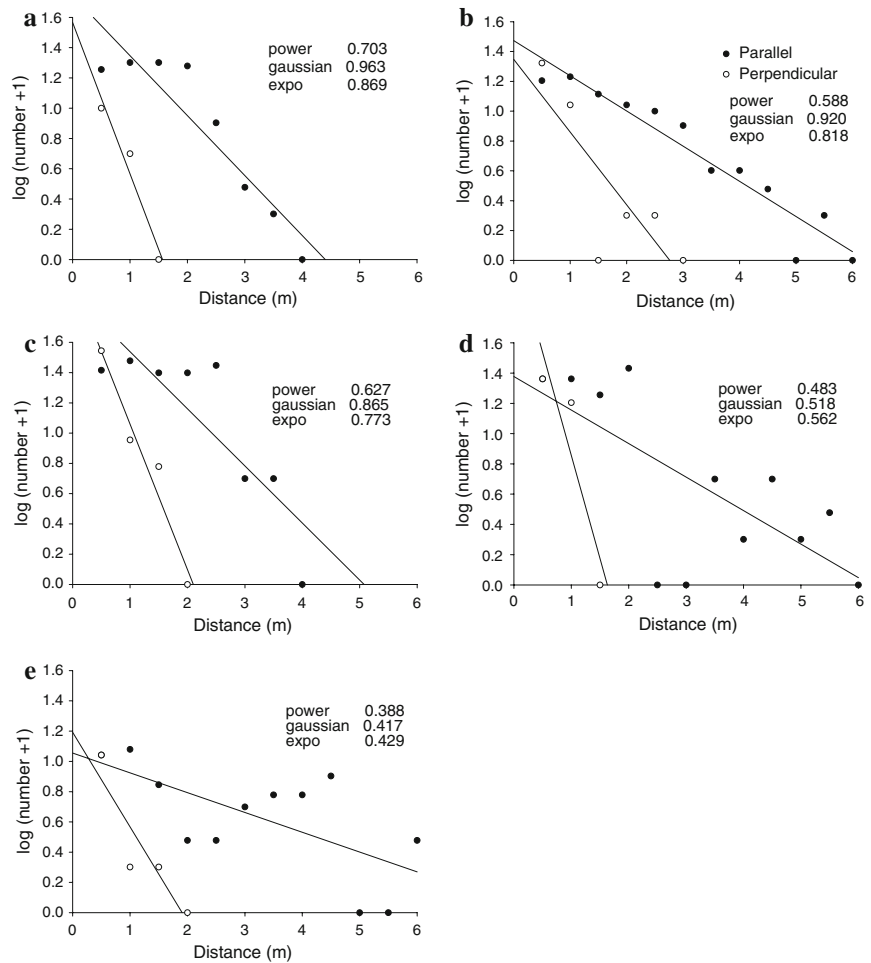 a
1.6
1.4
1.2
1.0
0.8
0.6
0.4
0.2
0.0
log (number +1)
power 0.703
gaussian 0.963
expo 0.869
0 1 2 3 4 5 6
Distance (m)
b
1.6
1.4
1.2
1.0
0.8
0.6
0.4
0.2
0.0
log (number +1)
Parallel
Perpendicular
power 0.588
gaussian 0.920
expo 0.818
0 1 2 3 4 5 6
Distance (m)
c
1.6
1.4
1.2
1.0
0.8
0.6
0.4
0.2
0.0
log (number +1)
power 0.627
gaussian 0.865
expo 0.773
0 1 2 3 4 5 6
Distance (m)
d
1.6
1.4
1.2
1.0
0.8
0.6
0.4
0.2
0.0
log (number +1)
power 0.483
gaussian 0.518
expo 0.562
0 1 2 3 4 5 6
Distance (m)
e
1.6
1.4
1.2
1.0
0.8
0.6
0.4
0.2
0.0
log (number +1)
power 0.388
gaussian 0.417
expo 0.429
0 1 2 3 4 5 6
Distance (m)